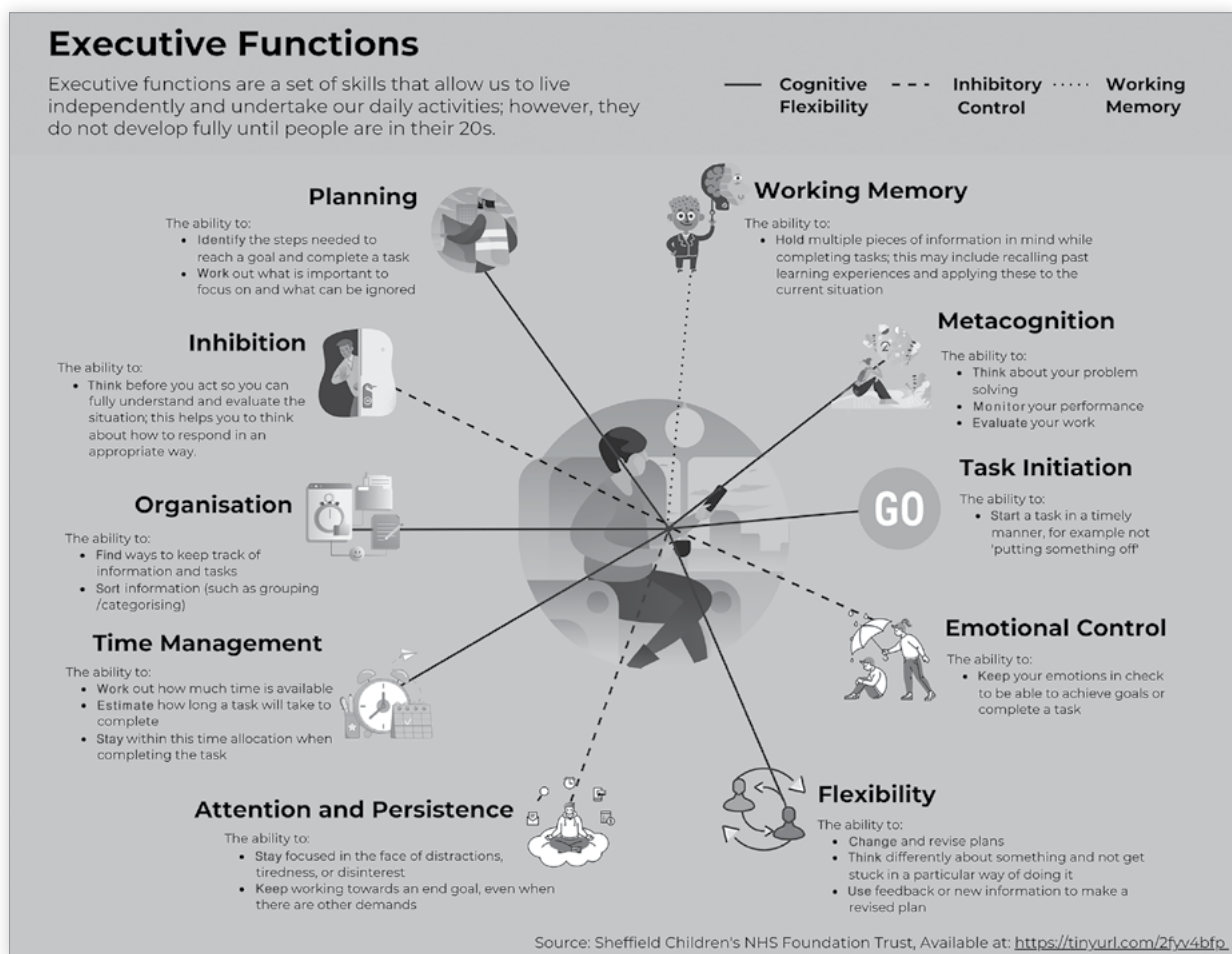 Executive Functions
Executive functions are a set of skills that allow us to live
independently and undertake our daily activities; however, they
do not develop fully until people are in their 20s.
Cognitive
Flexibility
Inhibitory
Control
Working
Memory
Planning
The ability to:
• Identify the steps needed to
reach a goal and complete a task
• Work out what is important to
focus on and what can be ignored
Working Memory
The ability to:
• Hold multiple pieces of information in mind while
completing tasks; this may include recalling past
learning experiences and applying these to the
current situation
Inhibition
The ability to:
• Think before you act so you can
fully understand and evaluate the
situation; this helps you to think
about how to respond in an
appropriate way.
Metacognition
The ability to:
• Think about your problem
solving
• Monitor your performance
• Evaluate your work
Organisation
The ability to:
• Find ways to keep track of
information and tasks
• Sort information (such as grouping
/categorising)
GO
Task Initiation
The ability to:
• Start a task in a timely
manner, for example not
'putting something off'
Time Management
The ability to:
• Work out how much time is available
• Estimate how long a task will take to
complete
• Stay within this time allocation when
completing the task
Emotional Control
The ability to:
• Keep your emotions in check
to be able to achieve goals or
complete a task
Attention and Persistence
The ability to:
• Stay focused in the face of distractions,
tiredness, or disinterest
• Keep working towards an end goal, even when
there are other demands
Flexibility
The ability to:
• Change and revise plans
• Think differently about something and not get
stuck in a particular way of doing it
• Use feedback or new information to make a
revised plan
Source: Sheffield Children's NHS Foundation Trust, Available at: https://tinyurl.com/2fyv4bfp